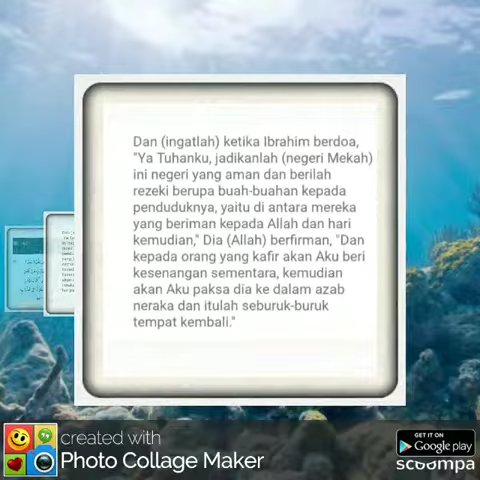 Dan (ingatlah) ketika Ibrahim berdoa,
"Ya Tuhanku, jadikanlah (negeri Mekah)
ini negeri yang aman dan berilah
rezeki berupa buah-buahan kepada
penduduknya, yaitu di antara mereka
yang beriman kepada Allah dan hari
kemudian," Dia (Allah) berfirman, "Dan
kepada orang yang kafir akan Aku beri
kesenangan sementara, kemudian
akan Aku paksa dia ke dalam azab
neraka dan itulah seburuk-buruk
tempat kembali."
created with
Photo Collage Maker
GET IT ON
Google play
scoompa